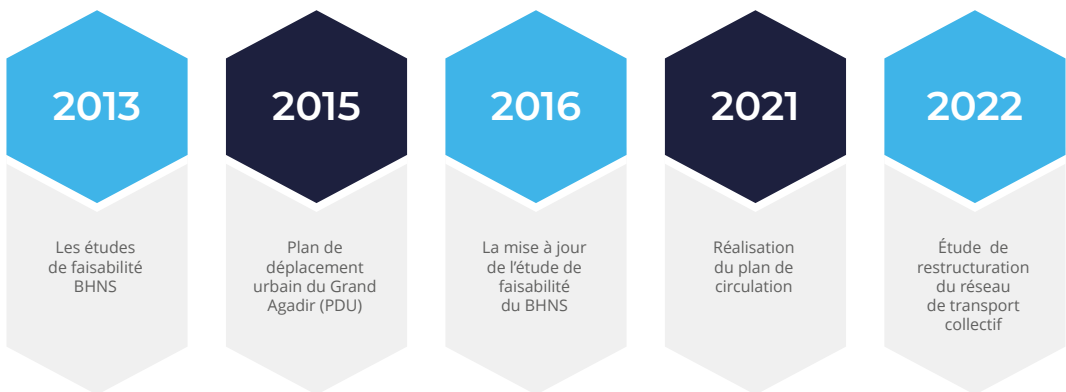 2013
Les études
de faisabilité
BHNS
2015
Plan de
déplacement
urbain du Grand
Agadir (PDU)
2016
La mise à jour
de l'étude de
faisabilité
du BHNS
2021
Réalisation
du plan de
circulation
2022
Étude de
restructuration
du réseau
de transport
collectif